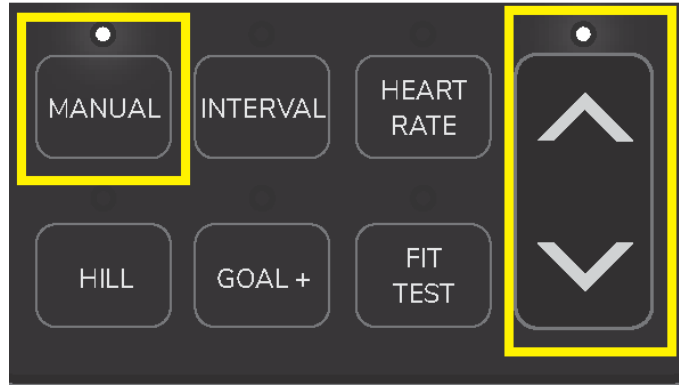 MANUAL
INTERVAL
HEART
RATE
HILL
GOAL +
FIT
TEST